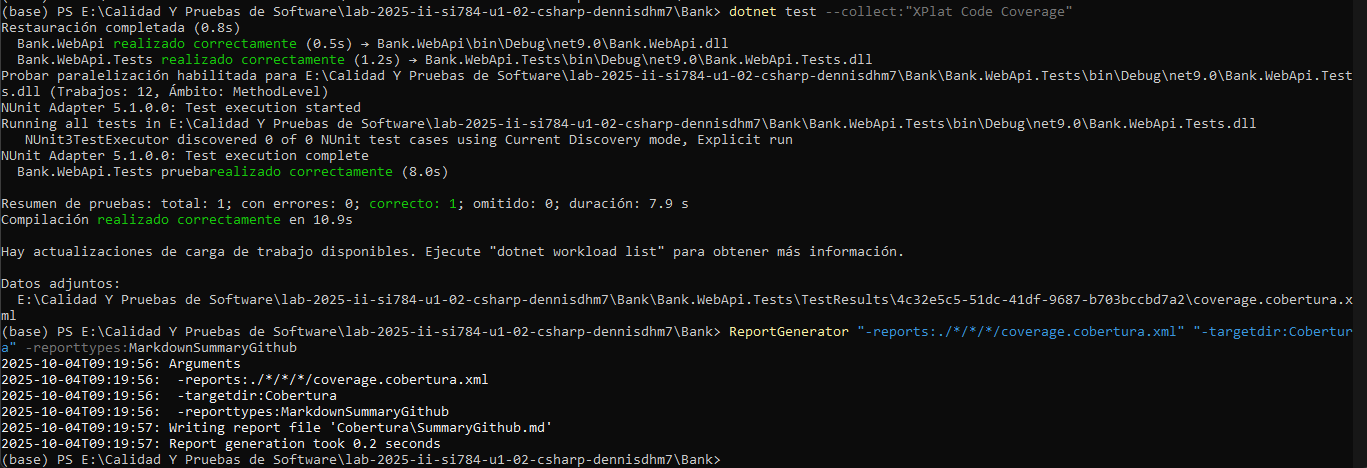 (base) PS E:\Calidad Y Pruebas de Software\lab-2025-ii-si784-u1-02-csharp-dennisdhm7\Bank> dotnet test --collect:"XPlat Code Coverage"
Restauración completada (0.8s)
  Bank.WebApi realizado correctamente (0.5s) → Bank.WebApi\bin\Debug\net9.0\Bank.WebApi.dll
  Bank.WebApi.Tests realizado correctamente (1.2s) → Bank.WebApi.Tests\bin\Debug\net9.0\Bank.WebApi.Tests.dll
Probar paralelización habilitada para E:\Calidad Y Pruebas de Software\lab-2025-ii-si784-u1-02-csharp-dennisdhm7\Bank\Bank.WebApi.Tests\bin\Debug\net9.0\Bank.WebApi.Test
s.dll (Trabajos: 12, Ámbito: MethodLevel)
NUnit Adapter 5.1.0.0: Test execution started
Running all tests in E:\Calidad Y Pruebas de Software\lab-2025-ii-si784-u1-02-csharp-dennisdhm7\Bank\Bank.WebApi.Tests\bin\Debug\net9.0\Bank.WebApi.Tests.dll
   NUnit3TestExecutor discovered 0 of 0 NUnit test cases using Current Discovery mode, Explicit run
NUnit Adapter 5.1.0.0: Test execution complete
  Bank.WebApi.Tests pruebarealizado correctamente (8.0s)

Resumen de pruebas: total: 1; con errores: 0; correcto: 1; omitido: 0; duración: 7.9 s
Compilación realizado correctamente en 10.9s

Hay actualizaciones de carga de trabajo disponibles. Ejecute "dotnet workload list" para obtener más información.

Datos adjuntos:
  E:\Calidad Y Pruebas de Software\lab-2025-ii-si784-u1-02-csharp-dennisdhm7\Bank\Bank.WebApi.Tests\TestResults\4c32e5c5-51dc-41df-9687-b703bccbd7a2\coverage.cobertura.x
ml
(base) PS E:\Calidad Y Pruebas de Software\lab-2025-ii-si784-u1-02-csharp-dennisdhm7\Bank> ReportGenerator "-reports:./*/*/*/coverage.cobertura.xml" "-targetdir:Cobertur
a" -reporttypes:MarkdownSummaryGithub
2025-10-04T09:19:56: Arguments
2025-10-04T09:19:56:  -reports:./*/*/*/coverage.cobertura.xml
2025-10-04T09:19:56:  -targetdir:Cobertura
2025-10-04T09:19:56:  -reporttypes:MarkdownSummaryGithub
2025-10-04T09:19:57: Writing report file 'Cobertura\SummaryGithub.md'
2025-10-04T09:19:57: Report generation took 0.2 seconds
(base) PS E:\Calidad Y Pruebas de Software\lab-2025-ii-si784-u1-02-csharp-dennisdhm7\Bank>